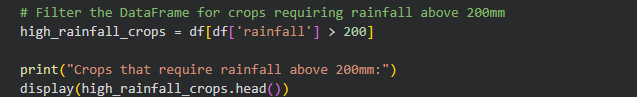 # Filter the DataFrame for crops requiring rainfall above 200mm
high_rainfall_crops = df[df['rainfall'] > 200]
print("Crops that require rainfall above 200mm:")
display(high_rainfall_crops.head())